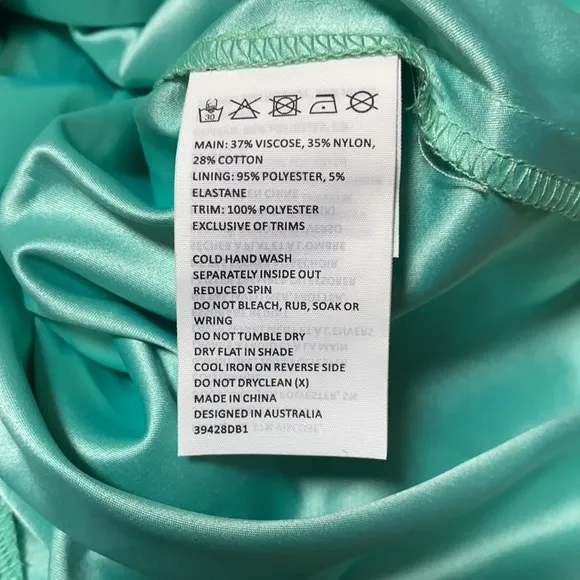 30
MAIN: 37% VISCOSE, 35% NYLON,
28% COTTON
LINING: 95% POLYESTER, 5%
ELASTANE
TRIM: 100% POLYESTER
EXCLUSIVE OF TRIMS
COLD HAND WASH
SEPARATELY INSIDE OUT
REDUCED SPIN
DO NOT BLEACH, RUB, SOAK OR
WRING
DO NOT TUMBLE DRY
DRY FLAT IN SHADE
COOL IRON ON REVERSE SIDE
DO NOT DRYCLEAN (X)
MADE IN CHINA
DESIGNED IN AUSTRALIA
39428DB1